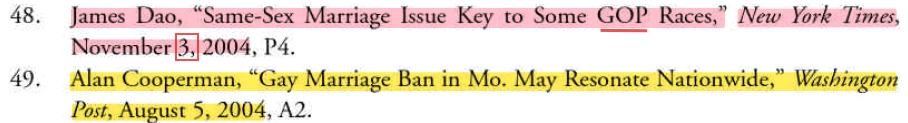 48. James Dao, “Same-Sex Marriage Issue Key to Some GOP Races,” New York Times,
November 3, 2004, P4.
49. Alan Cooperman, “Gay Marriage Ban in Mo. May Resonate Nationwide,” Washington
Post, August 5, 2004, A2.